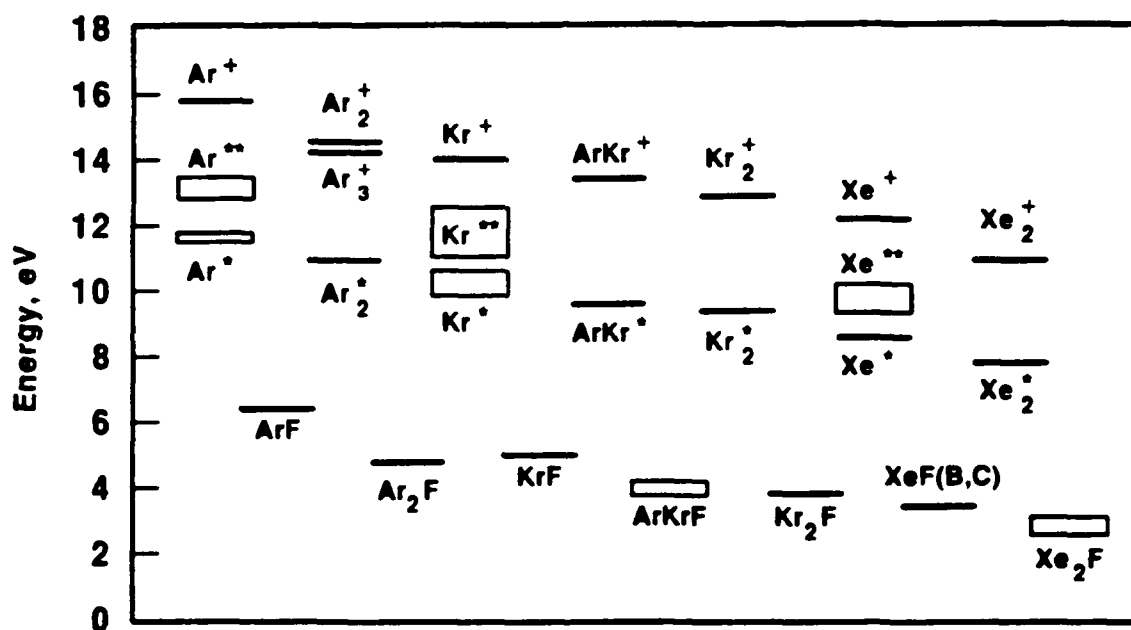 Energy, eV
18
16
14
12
10
8
6
4
2
0
Ar+
Ar**
Ar*
Ar2+
Ar3+
Ar2*
Kr+
Kr**
Kr*
ArKr+
ArKr*
Kr2+
Kr2*
Xe+
Xe**
Xe*
Xe2+
Xe2*
ArF
Ar2F
KrF
ArKrF
Kr2F
XeF(B,C)
Xe2F